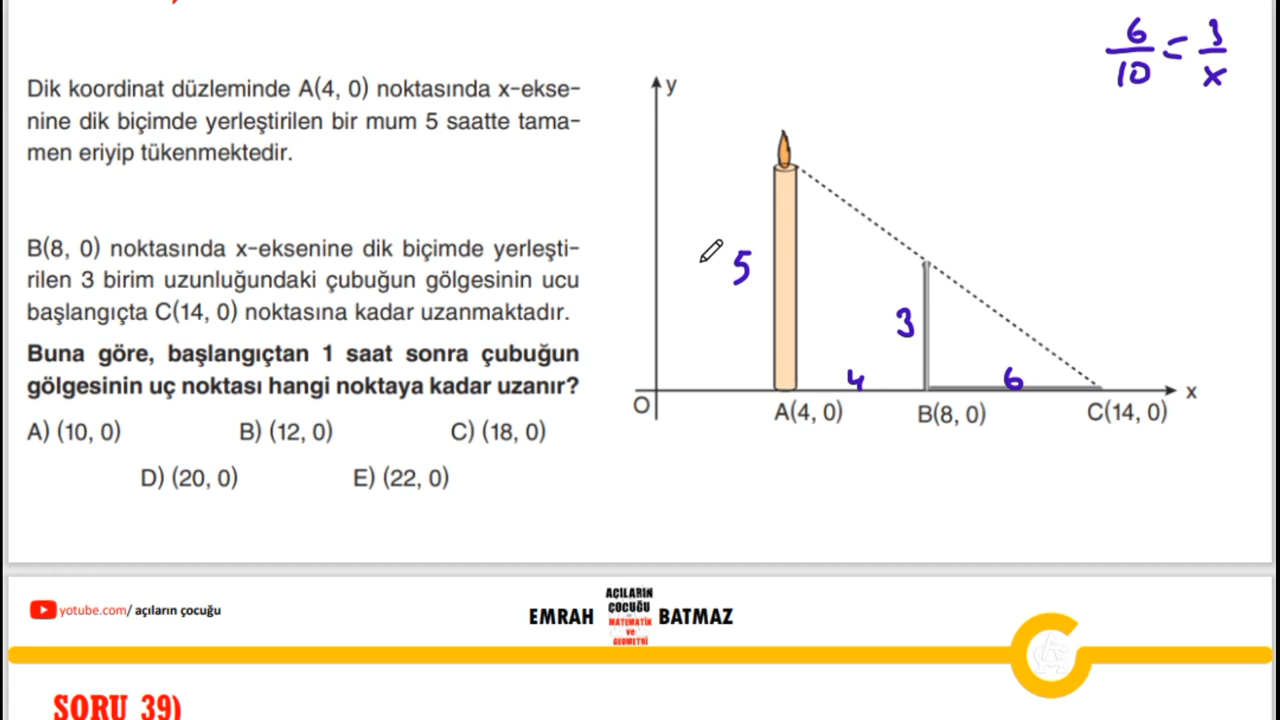 6/10 = 3/x
Dik koordinat düzleminde A(4, 0) noktasında x-ekse-
nine dik biçimde yerleştirilen bir mum 5 saatte tama-
men eriyip tükenmektedir.
B(8, 0) noktasında x-eksenine dik biçimde yerleşti-
rilen 3 birim uzunluğundaki çubuğun gölgesinin ucu
başlangıçta C(14, 0) noktasına kadar uzanmaktadır.
Buna göre, başlangıçtan 1 saat sonra çubuğun
gölgesinin uç noktası hangi noktaya kadar uzanır?
A) (10, 0) B) (12, 0) C) (18, 0)
D) (20, 0) E) (22, 0)
y
5
3
4 6
O x
A(4, 0) B(8, 0) C(14, 0)
yotube.com/ açıların çocuğu
EMRAH
AÇILARIN
ÇOCUĞU
MATEMATİK
ve
GEOMETRİ
BATMAZ
SORU 39)